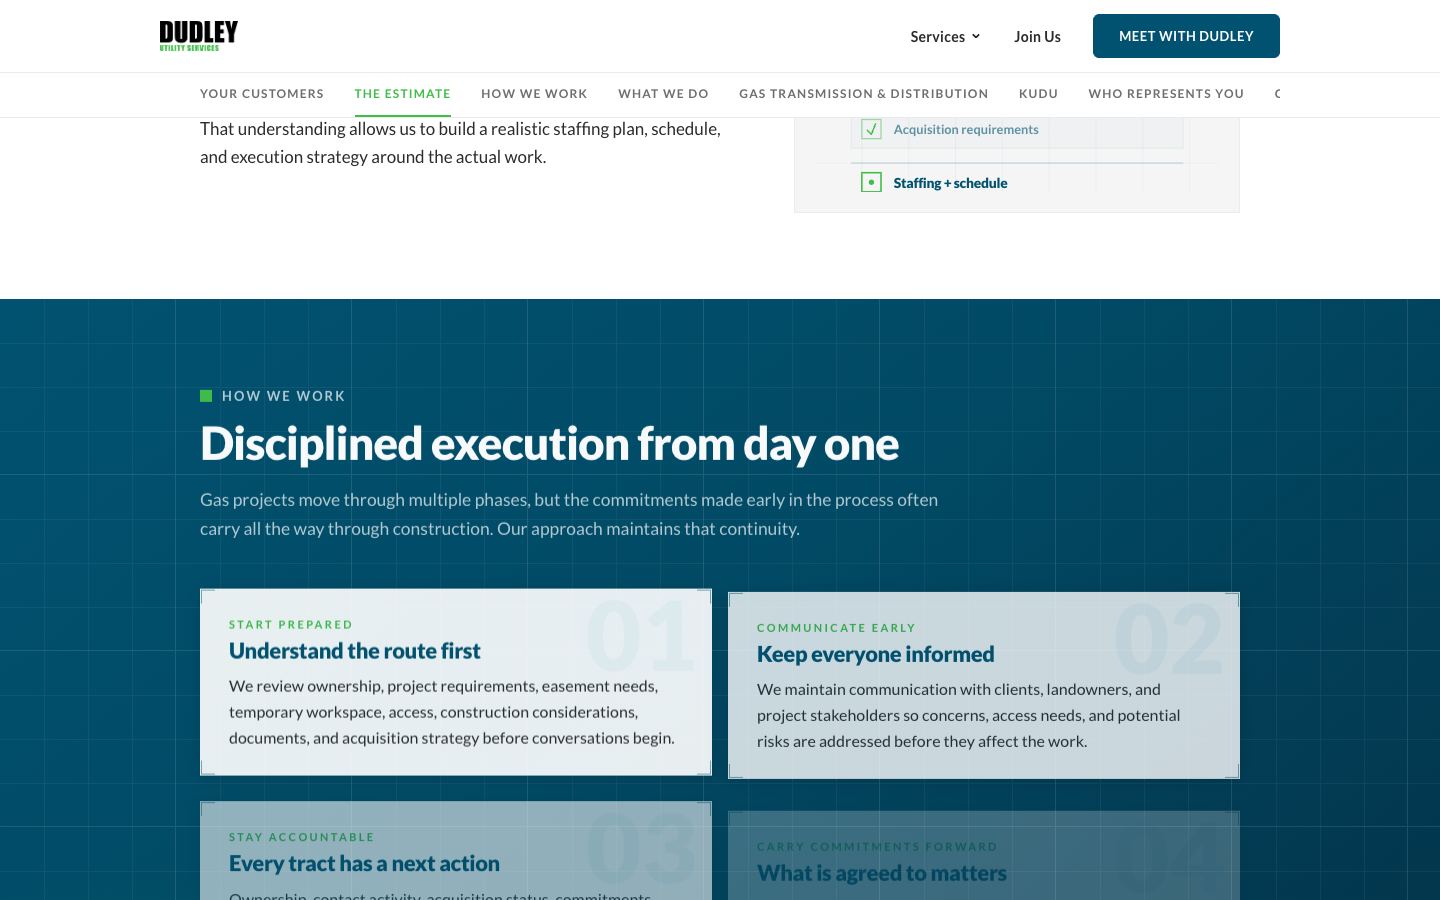 DUDLEY
UTILITY SERVICES
Services
Join Us
MEET WITH DUDLEY
YOUR CUSTOMERS
THE ESTIMATE
HOW WE WORK
WHAT WE DO
GAS TRANSMISSION & DISTRIBUTION
KUDU
WHO REPRESENTS YOU
That understanding allows us to build a realistic staffing plan, schedule,
and execution strategy around the actual work.
Acquisition requirements
Staffing + schedule
HOW WE WORK
Disciplined execution from day one
Gas projects move through multiple phases, but the commitments made early in the process often
carry all the way through construction. Our approach maintains that continuity.
01
START PREPARED
Understand the route first
We review ownership, project requirements, easement needs,
temporary workspace, access, construction considerations,
documents, and acquisition strategy before conversations begin.
02
COMMUNICATE EARLY
Keep everyone informed
We maintain communication with clients, landowners, and
project stakeholders so concerns, access needs, and potential
risks are addressed before they affect the work.
03
STAY ACCOUNTABLE
Every tract has a next action
Ownership, contact activity, acquisition status, commitments,
04
CARRY COMMITMENTS FORWARD
What is agreed to matters